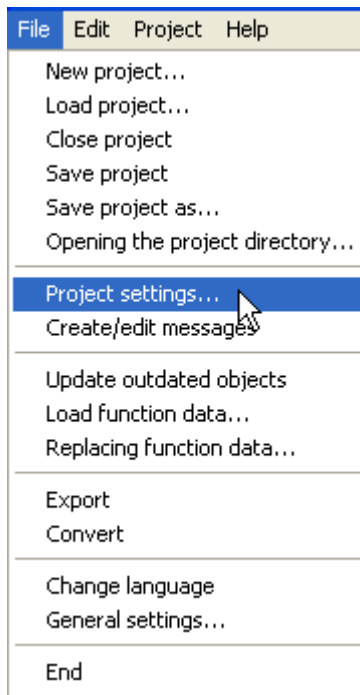 File Edit Project Help
New project...
Load project...
Close project
Save project
Save project as...
Opening the project directory...
Project settings...
Create/edit messages
Update outdated objects
Load function data...
Replacing function data...
Export
Convert
Change language
General settings...
End